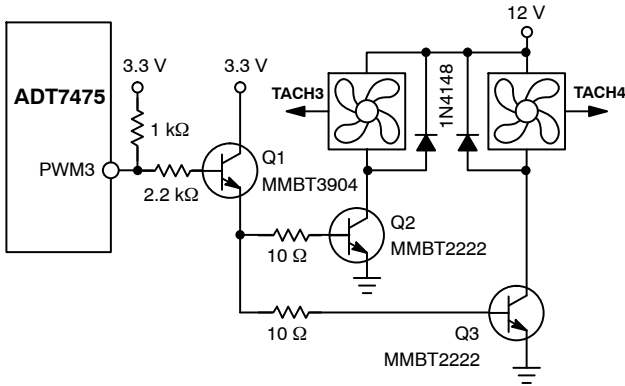 12 V
3.3 V
3.3 V
ADT7475
TACH3
1N4148
TACH4
1 kΩ
Q1
PWM3
MMBT3904
2.2 kΩ
Q2
MMBT2222
10 Ω
10 Ω
Q3
MMBT2222